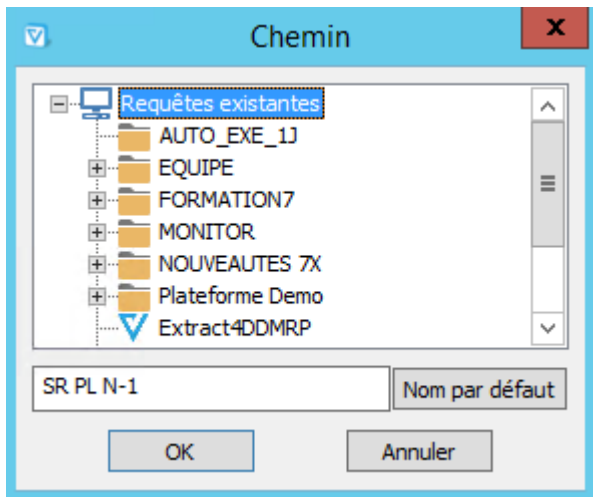 Chemin
x
Requêtes existantes
AUTO_EXE_1J
EQUIPE
FORMATION7
MONITOR
NOUVEAUTES 7X
Plateforme Demo
Extract4DDMRP
SR PL N-1
Nom par défaut
OK
Annuler